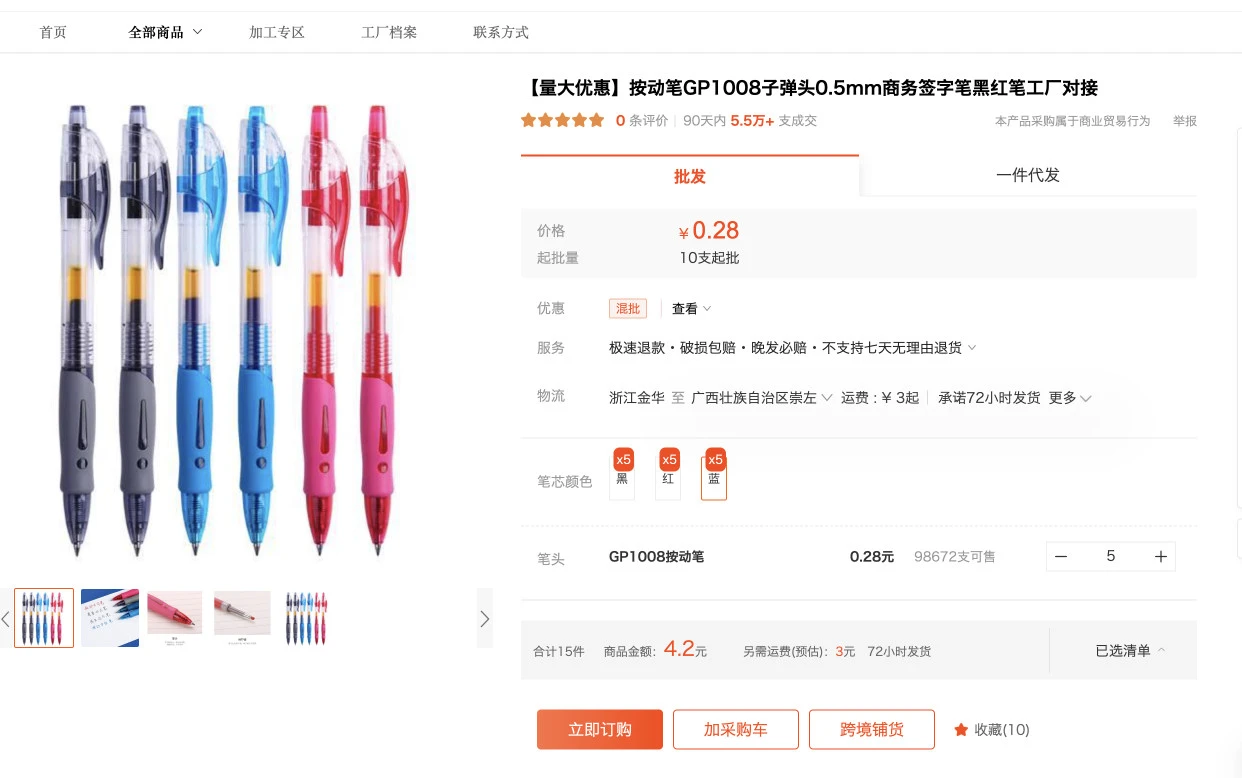 首页 全部商品 加工专区 工厂档案 联系方式
【量大优惠】按动笔GP1008子弹头0.5mm商务签字笔黑红笔工厂对接
0 条评价 90天内 5.5万+ 支成交 本产品采购属于商业贸易行为 举报
批发 一件代发
价格 ¥0.28
起批量 10支起批
优惠 混批 查看
服务 极速退款·破损包赔·晚发必赔·不支持七天无理由退货
物流 浙江金华 至 广西壮族自治区崇左 运费 : ¥ 3起 承诺72小时发货 更多
x5 x5 x5
笔芯颜色 黑 红 蓝
笔头 GP1008按动笔 0.28元 98672支可售 — 5 +
合计15件 商品金额: 4.2元 另需运费(预估): 3元 72小时发货 已选清单
立即订购 加采购车 跨境铺货 收藏(10)